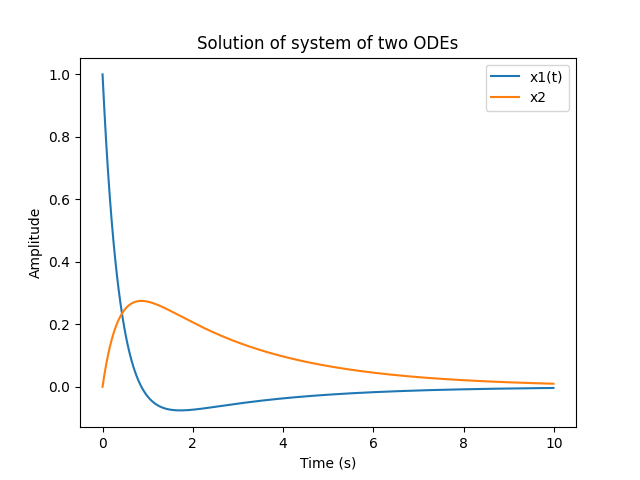 Solution of system of two ODEs
x1(t)
x2
1.0
0.8
0.6
0.4
0.2
0.0
Amplitude
0 2 4 6 8 10
Time (s)